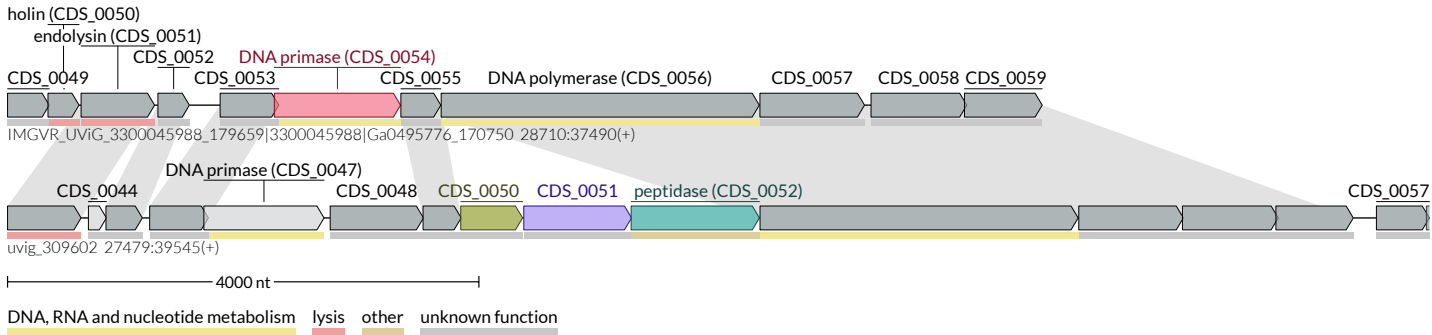 holin (CDS_0050)
endolysin (CDS_0051)
CDS_0052 DNA primase (CDS_0054)
CDS_0049 CDS_0053 CDS_0055 DNA polymerase (CDS_0056) CDS_0057 CDS_0058 CDS_0059
IMGVR_UViG_3300045988_179659|3300045988|Ga0495776_170750 28710:37490(+)
DNA primase (CDS_0047)
CDS_0044 CDS_0048 CDS_0050 CDS_0051 peptidase (CDS_0052) CDS_0057
uvig_309602 27479:39545(+)
4000 nt
DNA, RNA and nucleotide metabolism lysis other unknown function